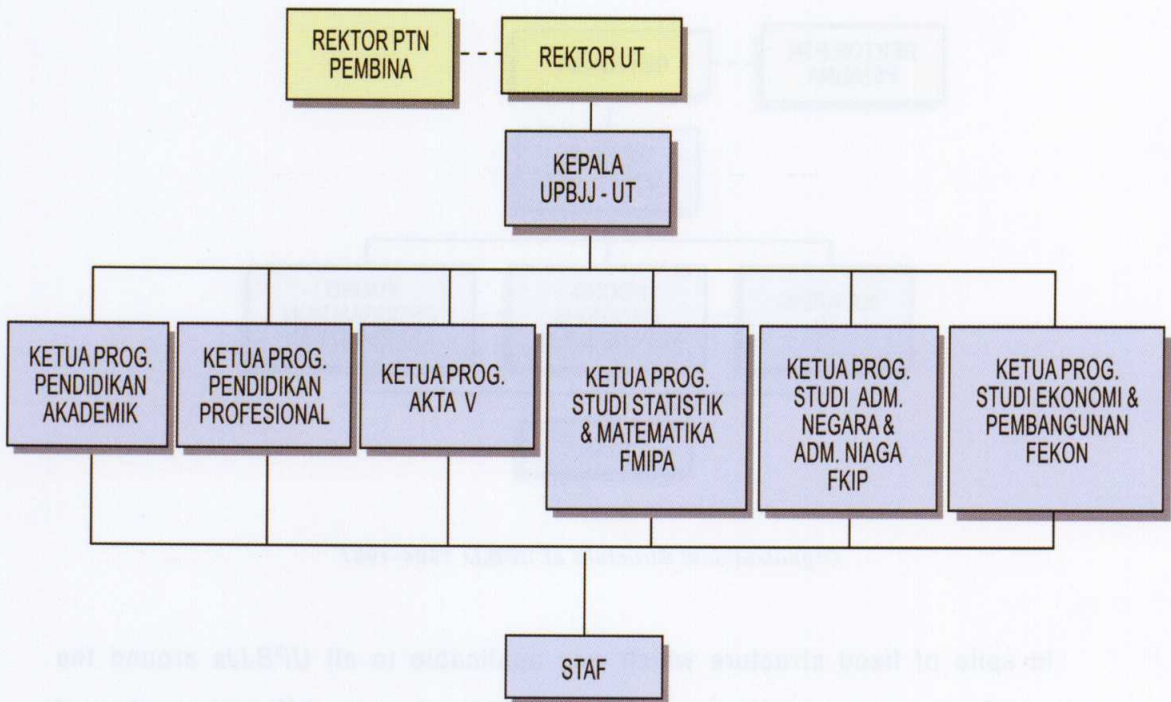 REKTOR PTN
PEMBINA
REKTOR UT
KEPALA
UPBJJ - UT
KETUA PROG.
PENDIDIKAN
AKADEMIK
KETUA PROG.
PENDIDIKAN
PROFESIONAL
KETUA PROG.
AKTA V
KETUA PROG.
STUDI STATISTIK
& MATEMATIKA
FMIPA
KETUA PROG.
STUDI ADM.
NEGARA &
ADM. NIAGA
FKIP
KETUA PROG.
STUDI EKONOMI &
PEMBANGUNAN
FEKON
STAF